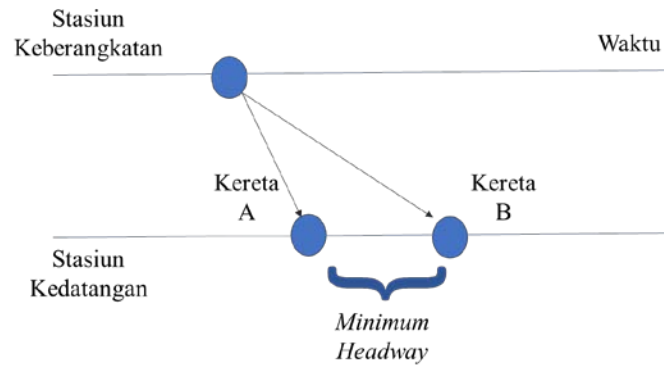 Stasiun
Keberangkatan
Waktu
Kereta
A
Kereta
B
Stasiun
Kedatangan
Minimum
Headway